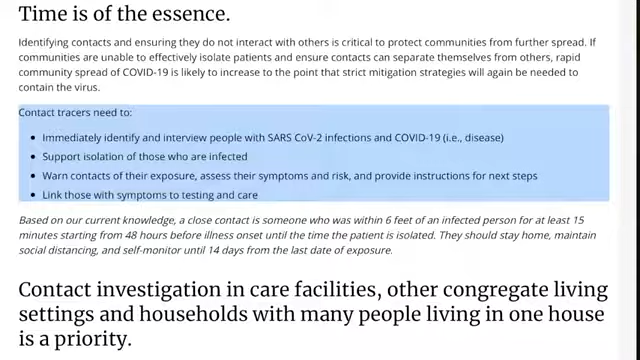 Time is of the essence.
Identifying contacts and ensuring they do not interact with others is critical to protect communities from further spread. If
communities are unable to effectively isolate patients and ensure contacts can separate themselves from others, rapid
community spread of COVID-19 is likely to increase to the point that strict mitigation strategies will again be needed to
contain the virus.
Contact tracers need to:
• Immediately identify and interview people with SARS CoV-2 infections and COVID-19 (i.e., disease)
• Support isolation of those who are infected
• Warn contacts of their exposure, assess their symptoms and risk, and provide instructions for next steps
• Link those with symptoms to testing and care
Based on our current knowledge, a close contact is someone who was within 6 feet of an infected person for at least 15
minutes starting from 48 hours before illness onset until the time the patient is isolated. They should stay home, maintain
social distancing, and self-monitor until 14 days from the last date of exposure.
Contact investigation in care facilities, other congregate living
settings and households with many people living in one house
is a priority.